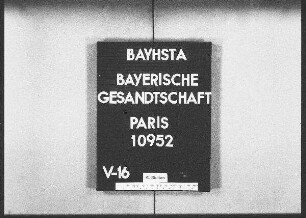 BAYHSTA
BAYERISCHE
GESANDTSCHAFT
PARIS
10952
V-16